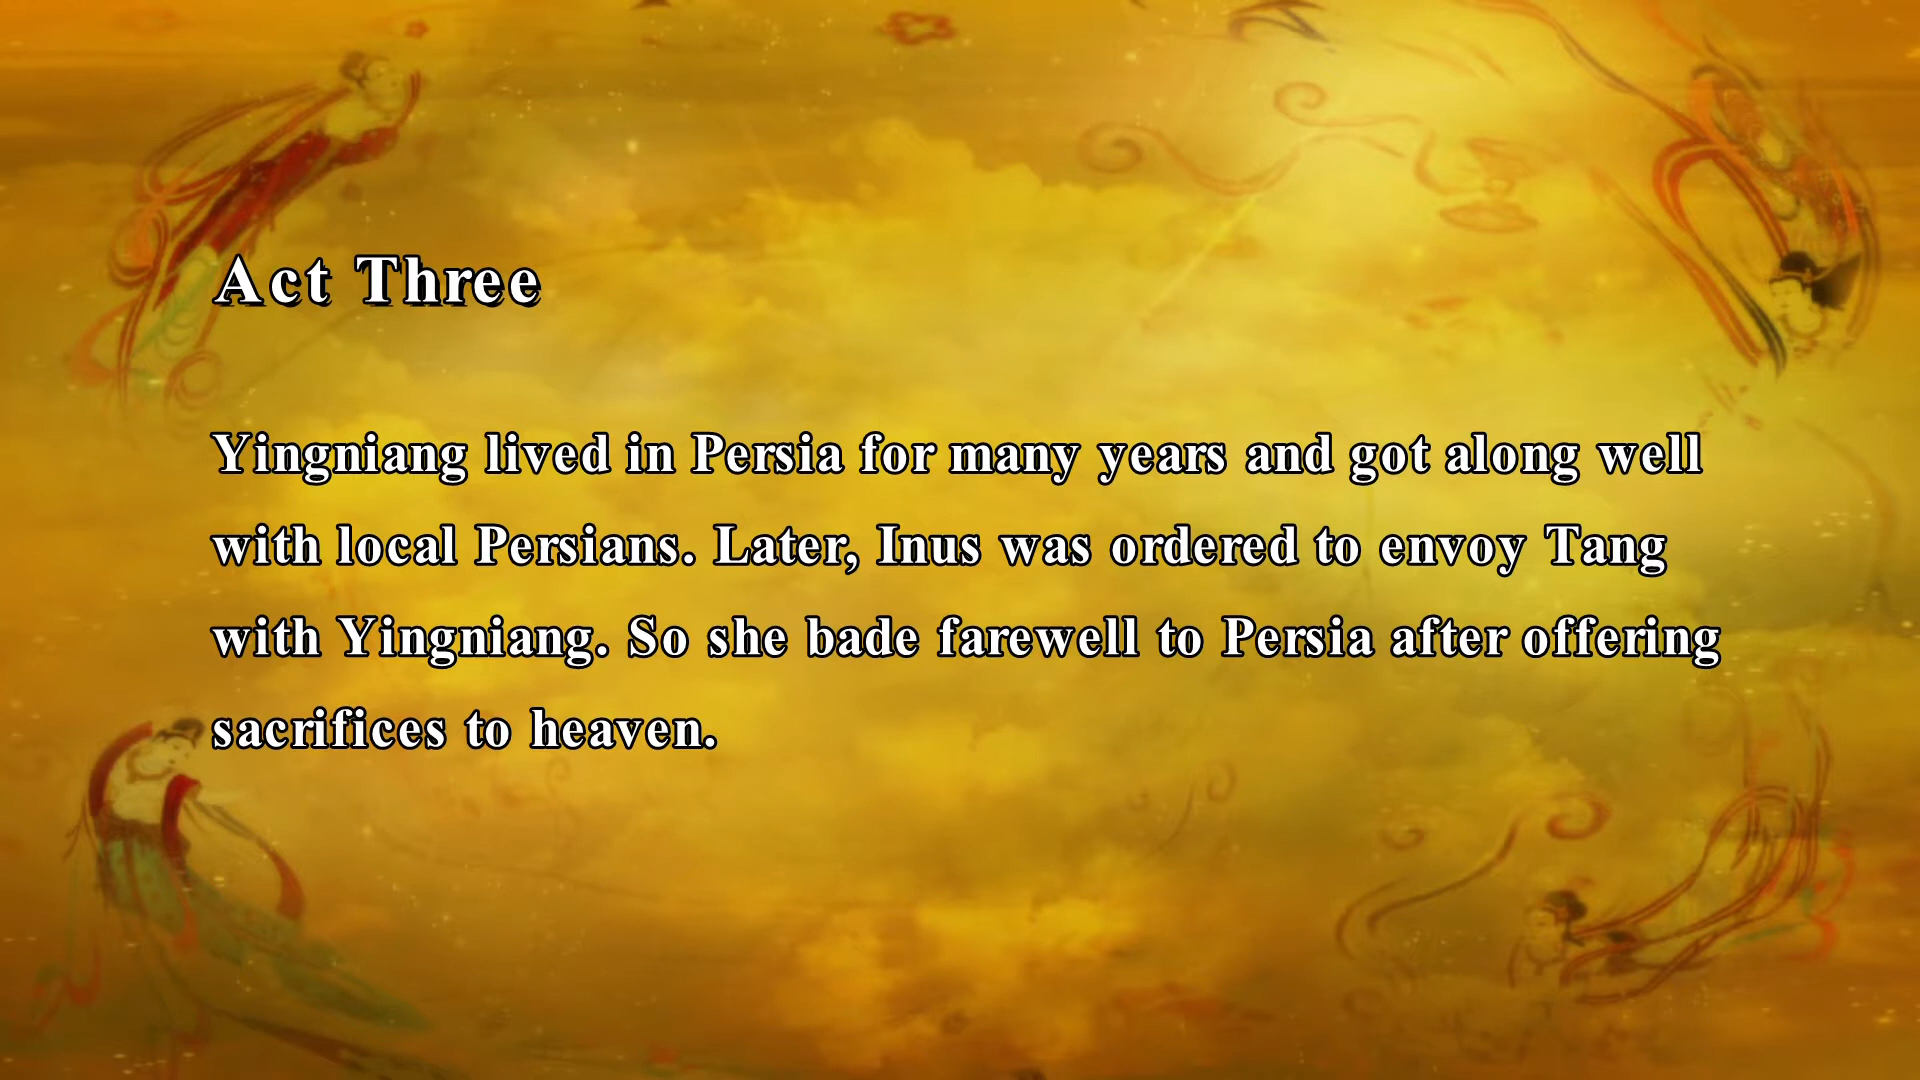 Act Three
Yingniang lived in Persia for many years and got along well
with local Persians. Later, Inus was ordered to envoy Tang
with Yingniang. So she bade farewell to Persia after offering
sacrifices to heaven.